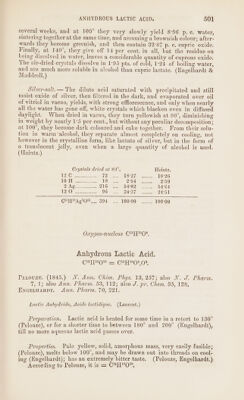 ANHYDROUS LACTIC ACID. 501
several weeks, and at 100° they very slowly yield 8·56 p. c. water,
sintering together at the same time, and assuming a brownish colour; after-
wards they become greenish, and then contain 32·67 p. c. cupric oxide.
Finally, at 140°, they give off 14 per cent. in all, but the residue on
being dissolved in water, leaves a considerable quantity of cuprous oxide.
The air-dried crystals dissolve in 1·95 pts. of cold, 1·24 of boiling water,
and are much more soluble in alcohol than cupric lactate. (Engelhardt &
Maddrell.)
Silver-salt. — The dilute acid saturated with precipitated and still
moist oxide of silver, then filtered in the dark, and evaporated over oil
of vitriol in vacuo, yields, with strong efflorescence, and only when nearly
all the water has gone off, white crystals which blacken even in diffused
daylight. When dried in vacuo, they turn yellowish at 80°, diminishing
in weight by nearly 1·5 per cent., but without any peculiar decomposition;
at 100°, they become dark coloured and cake together. From their solu-
tion in warm alcohol, they separate almost completely on cooling, not
however in the crystalline form, like lactate of silver, but in the form of
a translucent jelly, even when a large quantity of alcohol is used.
(Heintz.)
Crystals dried at 80°. Heintz.
12 C 72 18·27 18·26
10 H 10 2·54 2·59
2 Ag 216 54·82 54·64
12 O 96 24·37 24·51
C¹²H¹⁰Ag²O¹² 394 100·00 100·00
Oxygen-nucleus
Anhydrous Lactic Acid.
PELOUZE. (1845.) N. Ann. Chim. Phys. 13, 257; also N. J. Pharm.
7, 1; also Ann. Pharm. 53, 112; also J. pr. Chem. 35, 128.
ENGELHARDT. Ann. Pharm. 70, 241.
Lactic Anhydride, Acide lactidique. (Laurent.)
Preparation. Lactic acid is heated for some time in a retort to 130°
(Pelouze), or for a shorter time to between 180° and 200° (Engelhardt),
till no more aqueous lactic acid passes over.
Properties. Pale yellow, solid, amorphous mass, very easily fusible;
(Pelouze), melts below 100°, and may be drawn out into threads on cool-
ing (Engelhardt); has an extremely bitter taste. (Pelouze, Engelhardt.)
According to Pelouze, it is = C¹²H¹⁰O¹⁰.